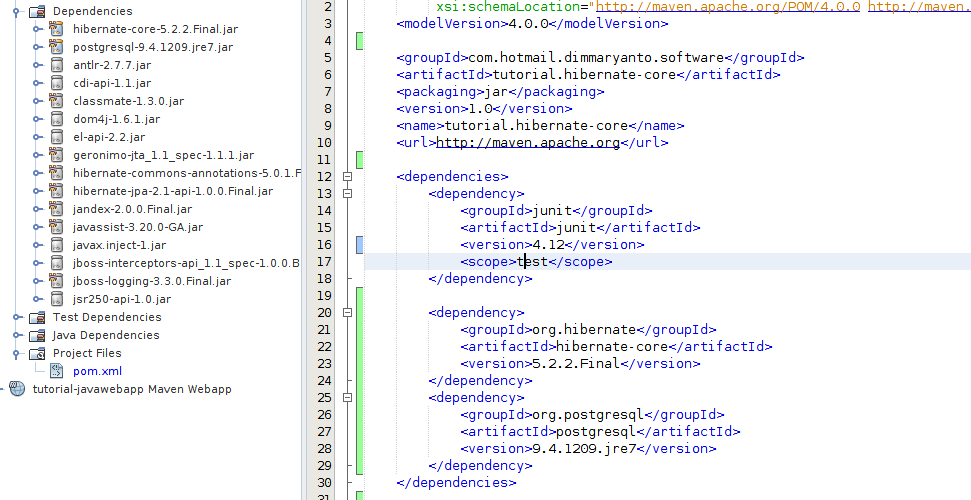 Dependencies
hibernate-core-5.2.2.Final.jar
postgresql-9.4.1209.jre7.jar
antlr-2.7.7.jar
cdi-api-1.1.jar
classmate-1.3.0.jar
dom4j-1.6.1.jar
el-api-2.2.jar
geronimo-jta_1.1_spec-1.1.1.jar
hibernate-commons-annotations-5.0.1.F
hibernate-jpa-2.1-api-1.0.0.Final.jar
jandex-2.0.0.Final.jar
javassist-3.20.0-GA.jar
javax.inject-1.jar
jboss-interceptors-api_1.1_spec-1.0.0.B
jboss-logging-3.3.0.Final.jar
jsr250-api-1.0.jar
Test Dependencies
Java Dependencies
Project Files
pom.xml
tutorial-javawebapp Maven Webapp
2 xsi:schemaLocation="http://maven.apache.org/POM/4.0.0 http://maven.
3 <modelVersion>4.0.0</modelVersion>
4
5 <groupId>com.hotmail.dimmaryanto.software</groupId>
6 <artifactId>tutorial.hibernate-core</artifactId>
7 <packaging>jar</packaging>
8 <version>1.0</version>
9 <name>tutorial.hibernate-core</name>
10 <url>http://maven.apache.org</url>
11
12 <dependencies>
13 <dependency>
14 <groupId>junit</groupId>
15 <artifactId>junit</artifactId>
16 <version>4.12</version>
17 <scope>test</scope>
18 </dependency>
19
20 <dependency>
21 <groupId>org.hibernate</groupId>
22 <artifactId>hibernate-core</artifactId>
23 <version>5.2.2.Final</version>
24 </dependency>
25 <dependency>
26 <groupId>org.postgresql</groupId>
27 <artifactId>postgresql</artifactId>
28 <version>9.4.1209.jre7</version>
29 </dependency>
30 </dependencies>